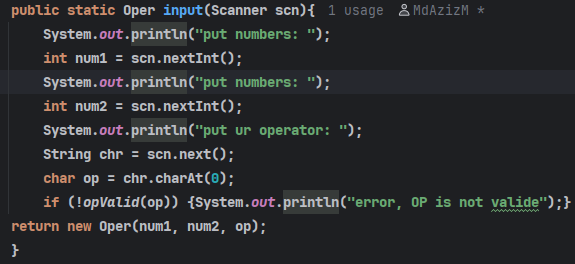 public static Oper input(Scanner scn){ 1 usage MdAzizM *
System.out.println("put numbers: ");
int num1 = scn.nextInt();
System.out.println("put numbers: ");
int num2 = scn.nextInt();
System.out.println("put ur operator: ");
String chr = scn.next();
char op = chr.charAt(0);
if (!opValid(op)) {System.out.println("error, OP is not valide");}
return new Oper(num1, num2, op);
}